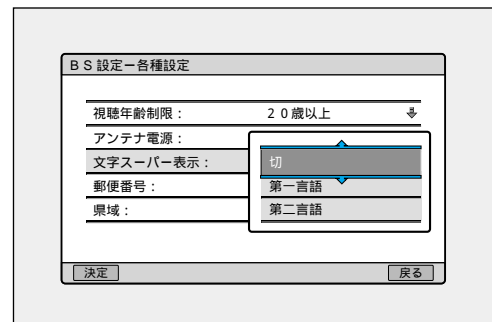 ＢＳ設定ー各種設定
視聴年齢制限： ２０歳以上
アンテナ電源：
文字スーパー表示： 切
郵便番号： 第一言語
県域： 第二言語
決定 戻る